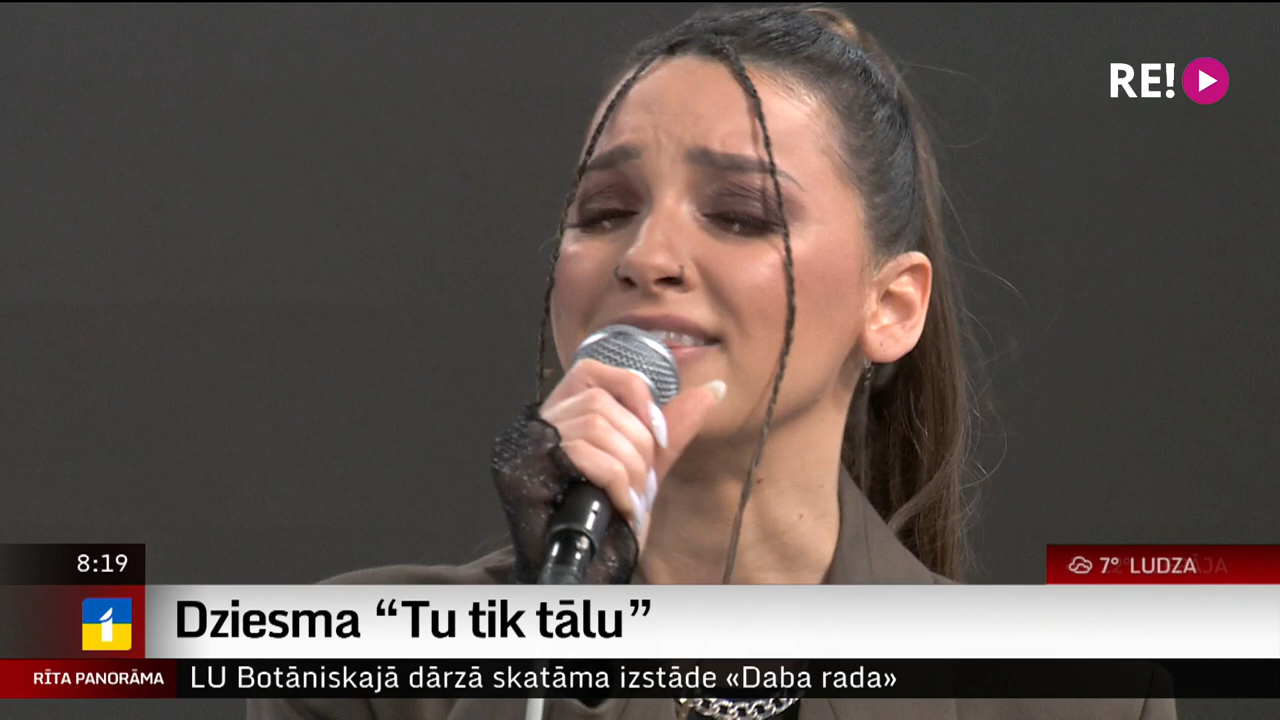 RE!
8:19
7° LUDZA
Dziesma “Tu tik tālu”
1
RĪTA PANORĀMA
LU Botāniskajā dārzā skatāma izstāde «Daba rada»